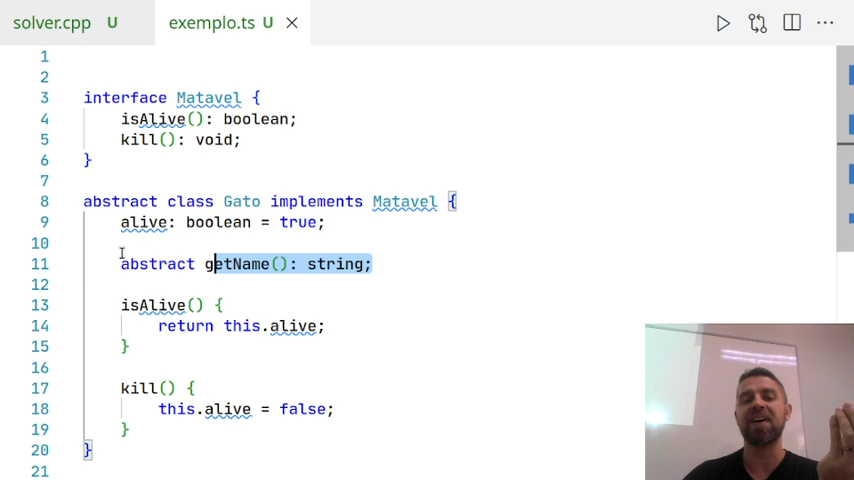 solver.cpp U exemplo.ts U
1
2
3 interface Matavel {
4 isAlive(): boolean;
5 kill(): void;
6 }
7
8 abstract class Gato implements Matavel {
9 alive: boolean = true;
10
11 abstract getName(): string;
12
13 isAlive() {
14 return this.alive;
15 }
16
17 kill() {
18 this.alive = false;
19 }
20 }
21